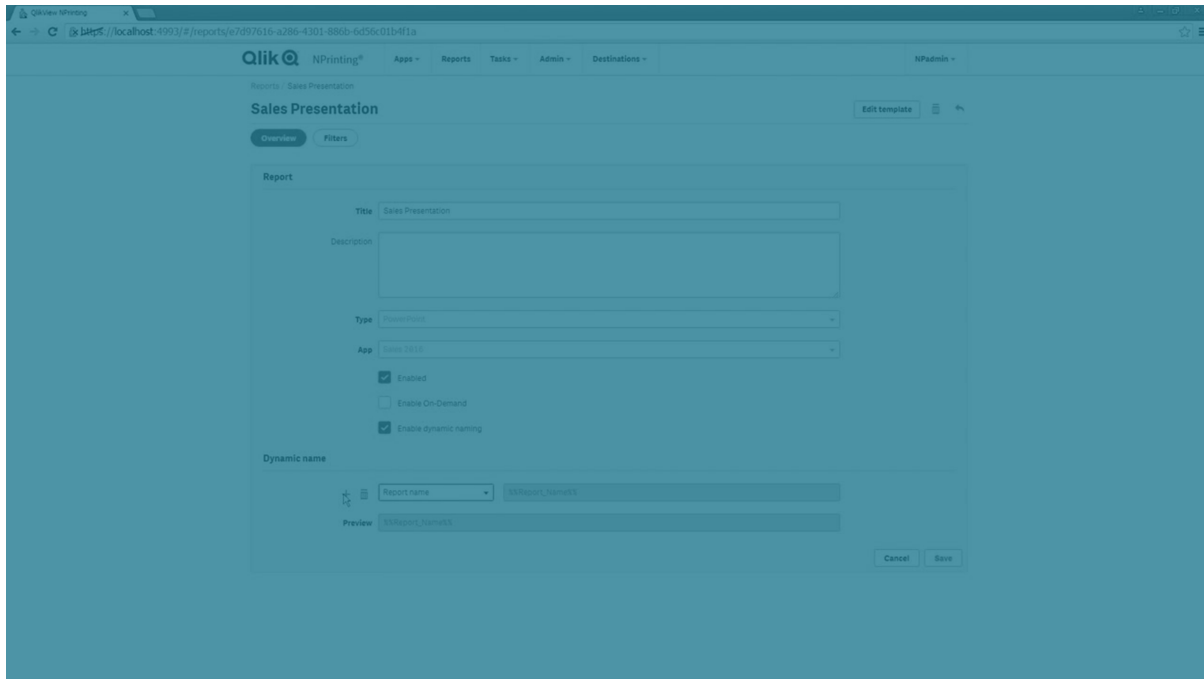 QlikView NPrinting
https://localhost:4993/#/reports/e7d97616-a286-4301-886b-6d56c01b4f1a
Qlik Q NPrinting® Apps Reports Tasks Admin Destinations NPadmin
Reports / Sales Presentation
Sales Presentation Edit template
Overview Filters
Report
Title Sales Presentation
Description
Type PowerPoint
App Sales 2015
Enabled
Enable On-Demand
Enable dynamic naming
Dynamic name
Report name %%Report_Name%%
Preview %%Report_Name%%
Cancel Save